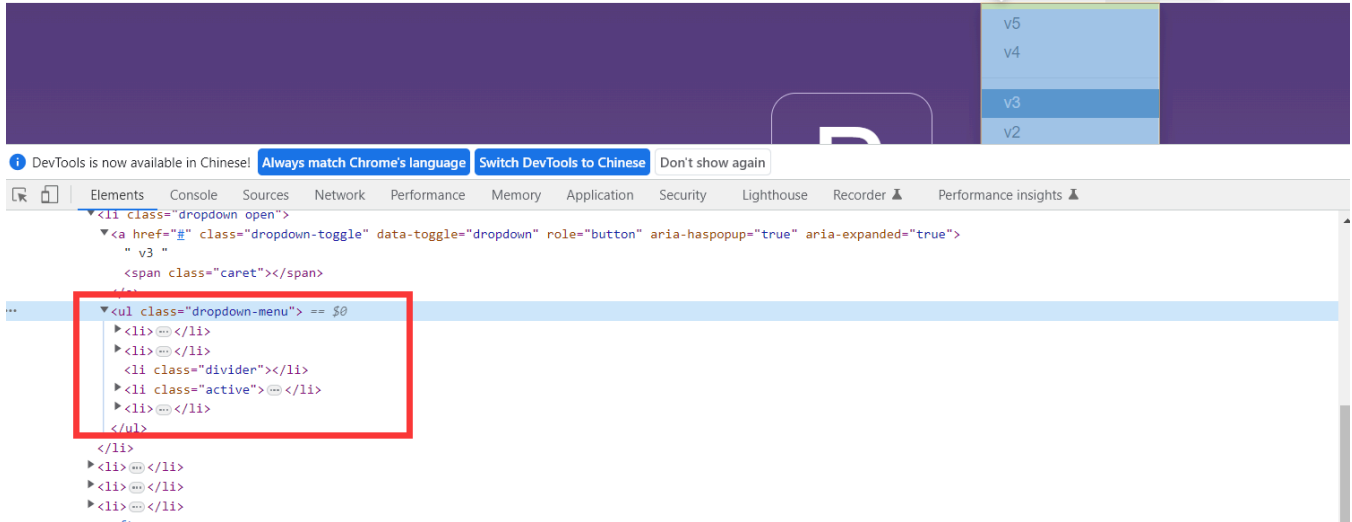 v5
v4
v3
v2
DevTools is now available in Chinese! Always match Chrome's language Switch DevTools to Chinese Don't show again
Elements Console Sources Network Performance Memory Application Security Lighthouse Recorder Performance insights
▼<li class="dropdown open">
▼<a href="#" class="dropdown-toggle" data-toggle="dropdown" role="button" aria-haspopup="true" aria-expanded="true">
" v3 "
<span class="caret"></span>
</a>
▼<ul class="dropdown-menu"> == $0
▶<li>…</li>
▶<li>…</li>
<li class="divider"></li>
▶<li class="active">…</li>
▶<li>…</li>
</ul>
</li>
▶<li>…</li>
▶<li>…</li>
▶<li>…</li>